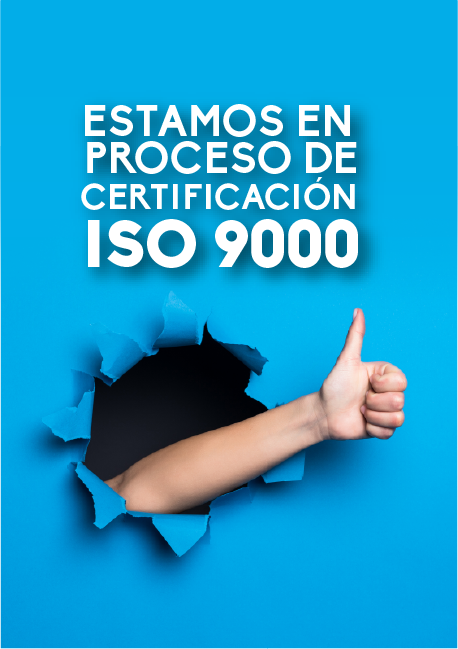 ESTAMOS EN
PROCESO DE
CERTIFICACIÓN
ISO 9000